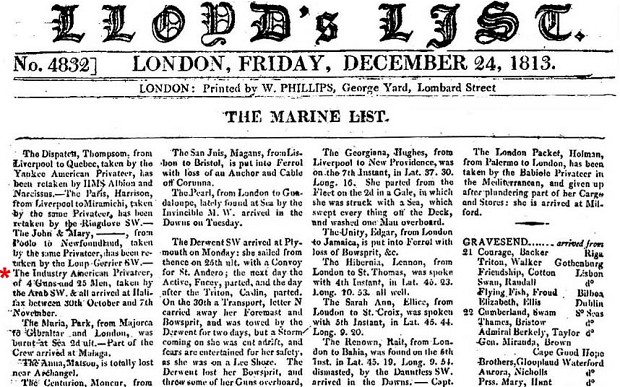 LLOYD's LIST.
No. 4832] LONDON, FRIDAY, DECEMBER 24, 1813.
LONDON: Printed by W. PHILLIPS, George Yard, Lombard Street
THE MARINE LIST.
The Dispatch, Thompson, from
Liverpool to Quebec, taken by the
Yankee American Privateer, has
been retaken by HMS Albion and
Narcissus.—The Paris, Harrison,
from Liverpool to Miramichi, taken
by the same Privateer, has been
retaken by the Ringdove SW.—
The John & Mary, ———, from
to Newfoundland, taken
by the same Privateer, has been re-
taken by the Loup Gerrier SW.—
* The Industry American Privateer,
of 4 Guns and 25 Men, taken by
the Arab SW. & all arrived at Hali-
fax between 30th October and 7th
November.
The Maria, Park, from Majorca
to Gibraltar and London, was
burnt at Sea 2d ult.—Part of the
Crew arrived at Malaga.
The Anna, Matson, is totally lost
near Archangel.
The Centurion, Moncur, from
The San Juis, Magans, from Lis-
bon to Bristol, is put into Ferrol
with loss of an Anchor and Cable
off Corunna.
The Pearl, from London to Gua-
daloupe, lately found at Sea by the
Invincible M. W. arrived in the
Downs on Tuesday.
The Derwent SW arrived at Ply-
mouth on Monday; she sailed from
thence on 25th ult. with a Convoy
for St. Andero; the next day the
Active, Fucey, parted, and the day
after the Triton, Calin, parted.
On the 30th a Transport, letter N
carried away her Foremast and
Bowsprit, and was towed by the
Derwent for two days, but a Storm
coming on she was cut adrift, and
fears are entertained for her safety,
as she was on a Lee Shore. The
Derwent lost her Bowsprit, and
threw some of her Guns overboard,
The Georgiana, Hughes, from
Liverpool to New Providence, was
on the 7th Instant, in Lat. 37. 30.
Long. 16. She parted from the
Fleet on the 2d in a Gale, in which
she was struck with a Sea, which
swept every thing off the Deck,
and washed one Man overboard.
The Unity, Edgar, from London
to Jamaica, is put into Ferrol with
loss of Bowsprit, &c.
The Hibernia, Lennon, from
London to St. Thomas, was spoke
with 4th Instant, in Lat. 45. 23.
Long. 10. 53. all well.
The Sarah Ann, Ellice, from
London to St. Croix, was spoken
with 5th Instant, in Lat. 45. 44.
Long. 9. 20.
The Renown, Rait, from Lon-
don to Bahia, was found on the 6th
Inst. in Lat. 45. 19. Long. 9. 54.
dismasted, by the Dauntless SW.
arrived in the Downs.— Capt.
The London Packet, Holman,
from Palermo to London, has been
taken by the Babiole Privateer in
the Mediterranean, and given up
after plundering part of her Cargo
and Stores: she is arrived at Mil-
ford.
GRAVESEND.— arrived from
21 Courage, Backer Riga
Triton, Walker Gothenburg
Friendship, Cotton Lisbon
Swan, Randall d°
Flying Fish, Froud Bilboa
Elizabeth, Ellis Dublin
22 Cumberland, Swan St Seas
Thames, Bristow d°
Admiral Berkely, Taylor d°
Gen. Miranda, Brown
Cape Good Hope
Brothers, Gloopland Waterford
Aurora, Nicholls d°
Prss. Mary, Hunt d°